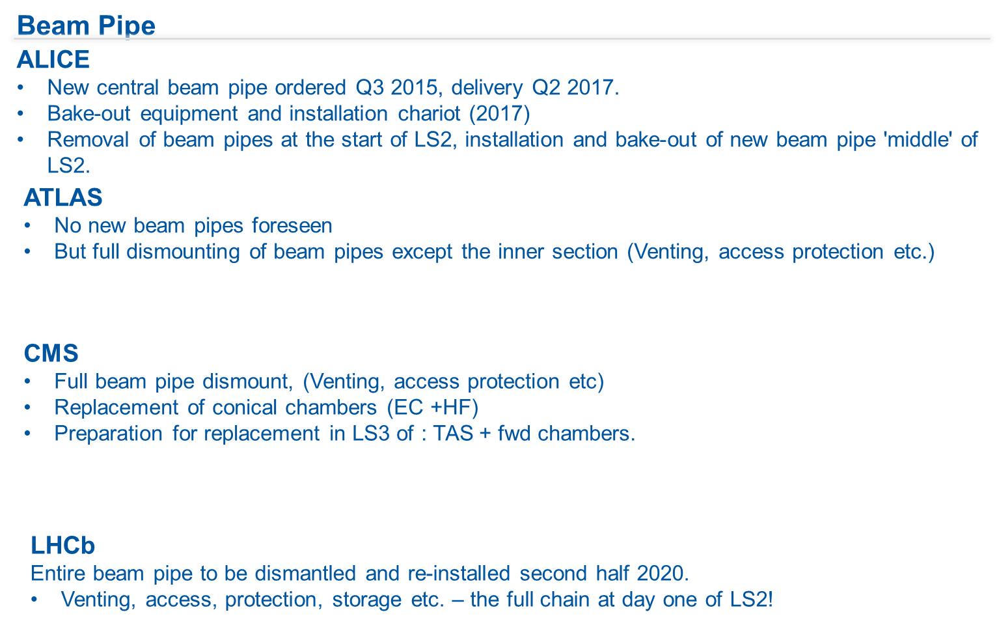 Beam Pipe
ALICE
• New central beam pipe ordered Q3 2015, delivery Q2 2017.
• Bake-out equipment and installation chariot (2017)
• Removal of beam pipes at the start of LS2, installation and bake-out of new beam pipe 'middle' of
LS2.
ATLAS
• No new beam pipes foreseen
• But full dismounting of beam pipes except the inner section (Venting, access protection etc.)
CMS
• Full beam pipe dismount, (Venting, access protection etc)
• Replacement of conical chambers (EC +HF)
• Preparation for replacement in LS3 of : TAS + fwd chambers.
LHCb
Entire beam pipe to be dismantled and re-installed second half 2020.
• Venting, access, protection, storage etc. – the full chain at day one of LS2!